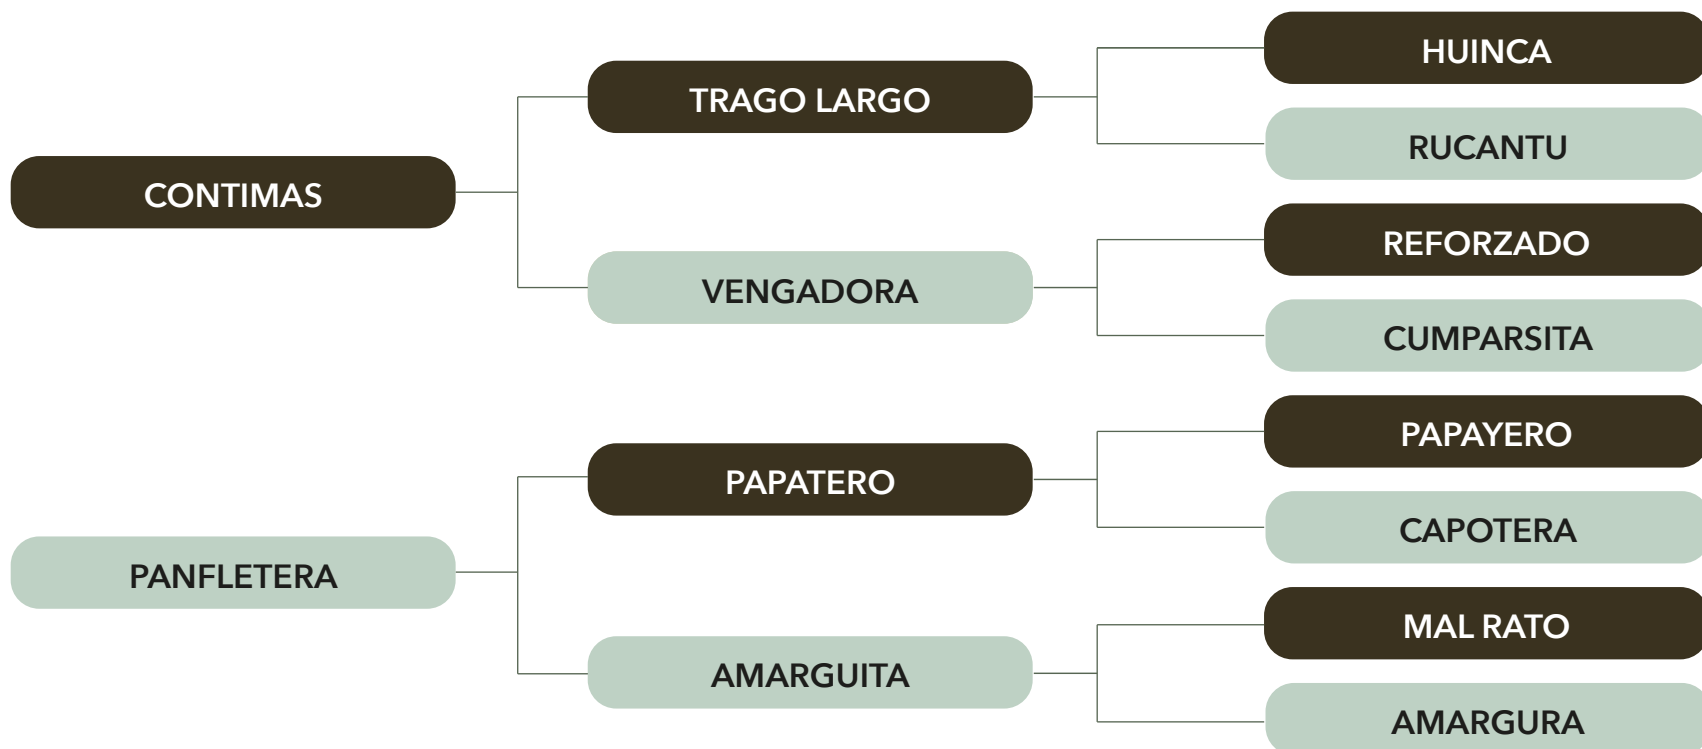 HUINCA
TRAGO LARGO
RUCANTU
CONTIMAS
REFORZADO
VENGADORA
CUMPARSITA
PAPAYERO
PAPATERO
CAPOTERA
PANFLETERA
MAL RATO
AMARGUITA
AMARGURA